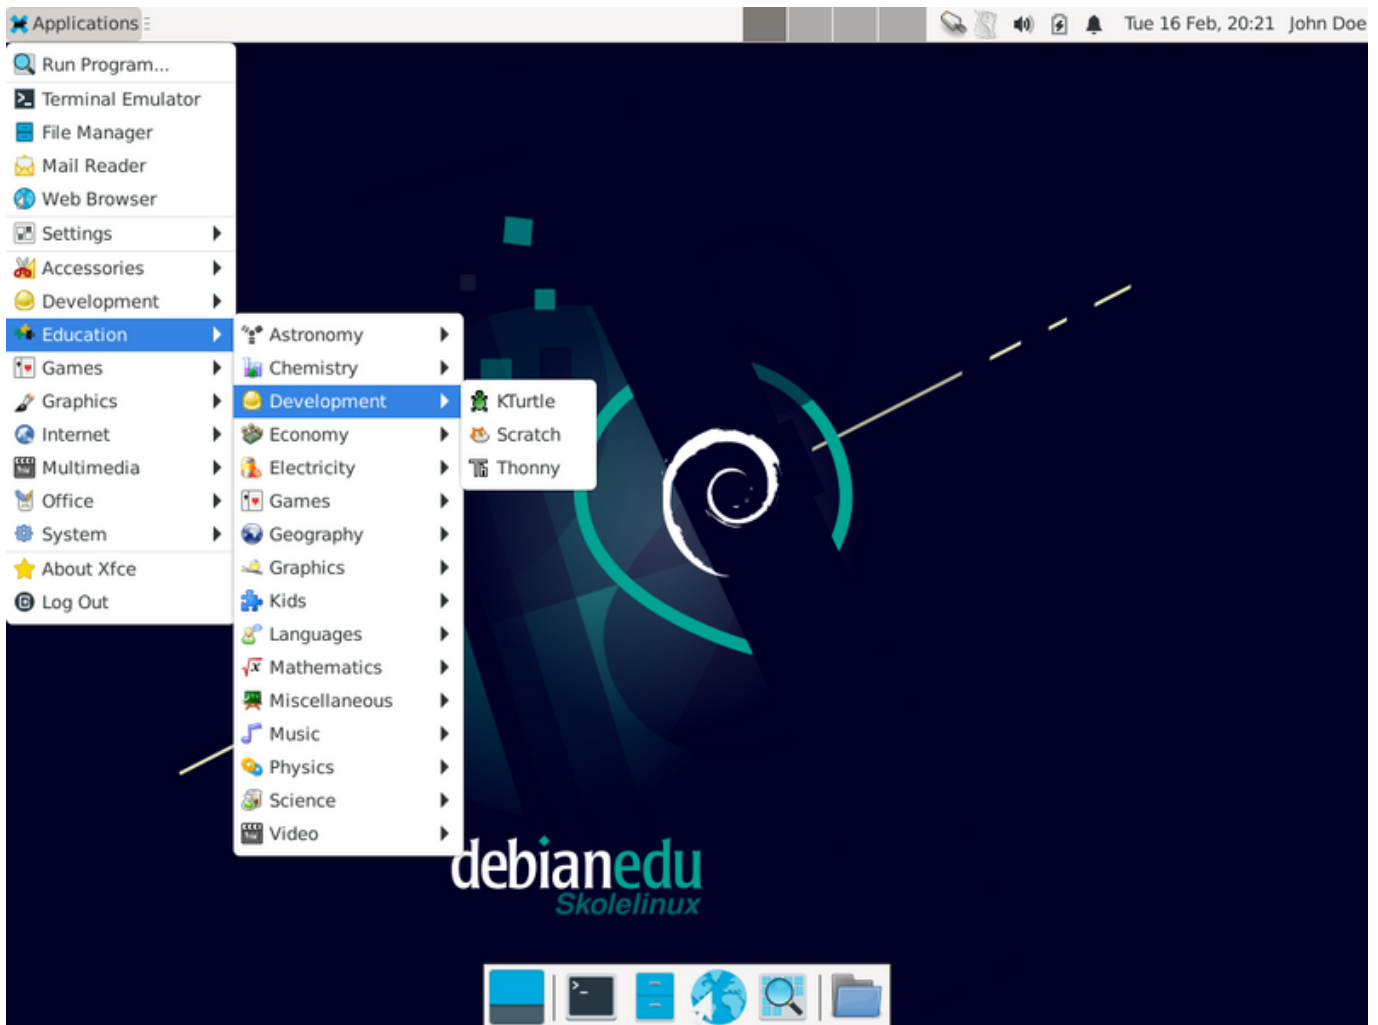 Applications
Tue 16 Feb, 20:21 John Doe
Run Program...
Terminal Emulator
File Manager
Mail Reader
Web Browser
Settings
Accessories
Development
Education
Games
Graphics
Internet
Multimedia
Office
System
About Xfce
Log Out
Astronomy
Chemistry
Development
Economy
Electricity
Games
Geography
Graphics
Kids
Languages
Mathematics
Miscellaneous
Music
Physics
Science
Video
KTurtle
Scratch
Thonny
debianedu
Skolelinux